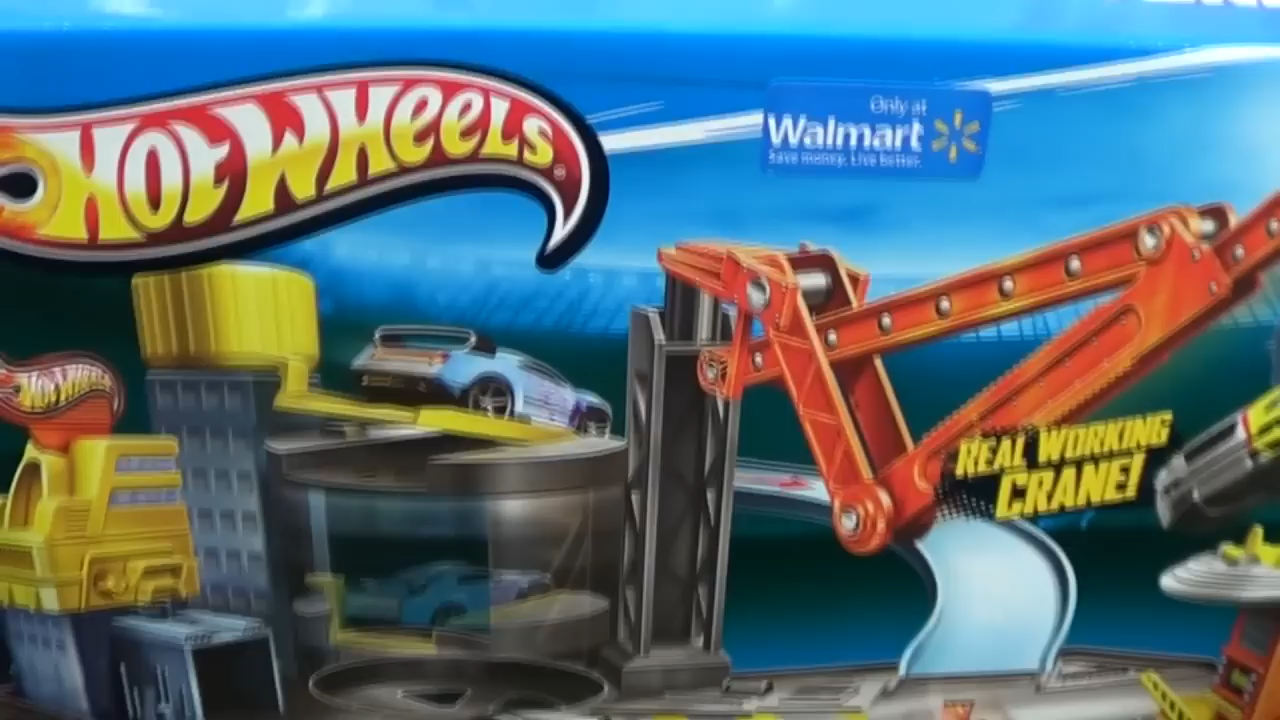 HOT WHEELS
Only at
Walmart
Save money. Live better.
HOT WHEELS
REAL WORKING
CRANE!